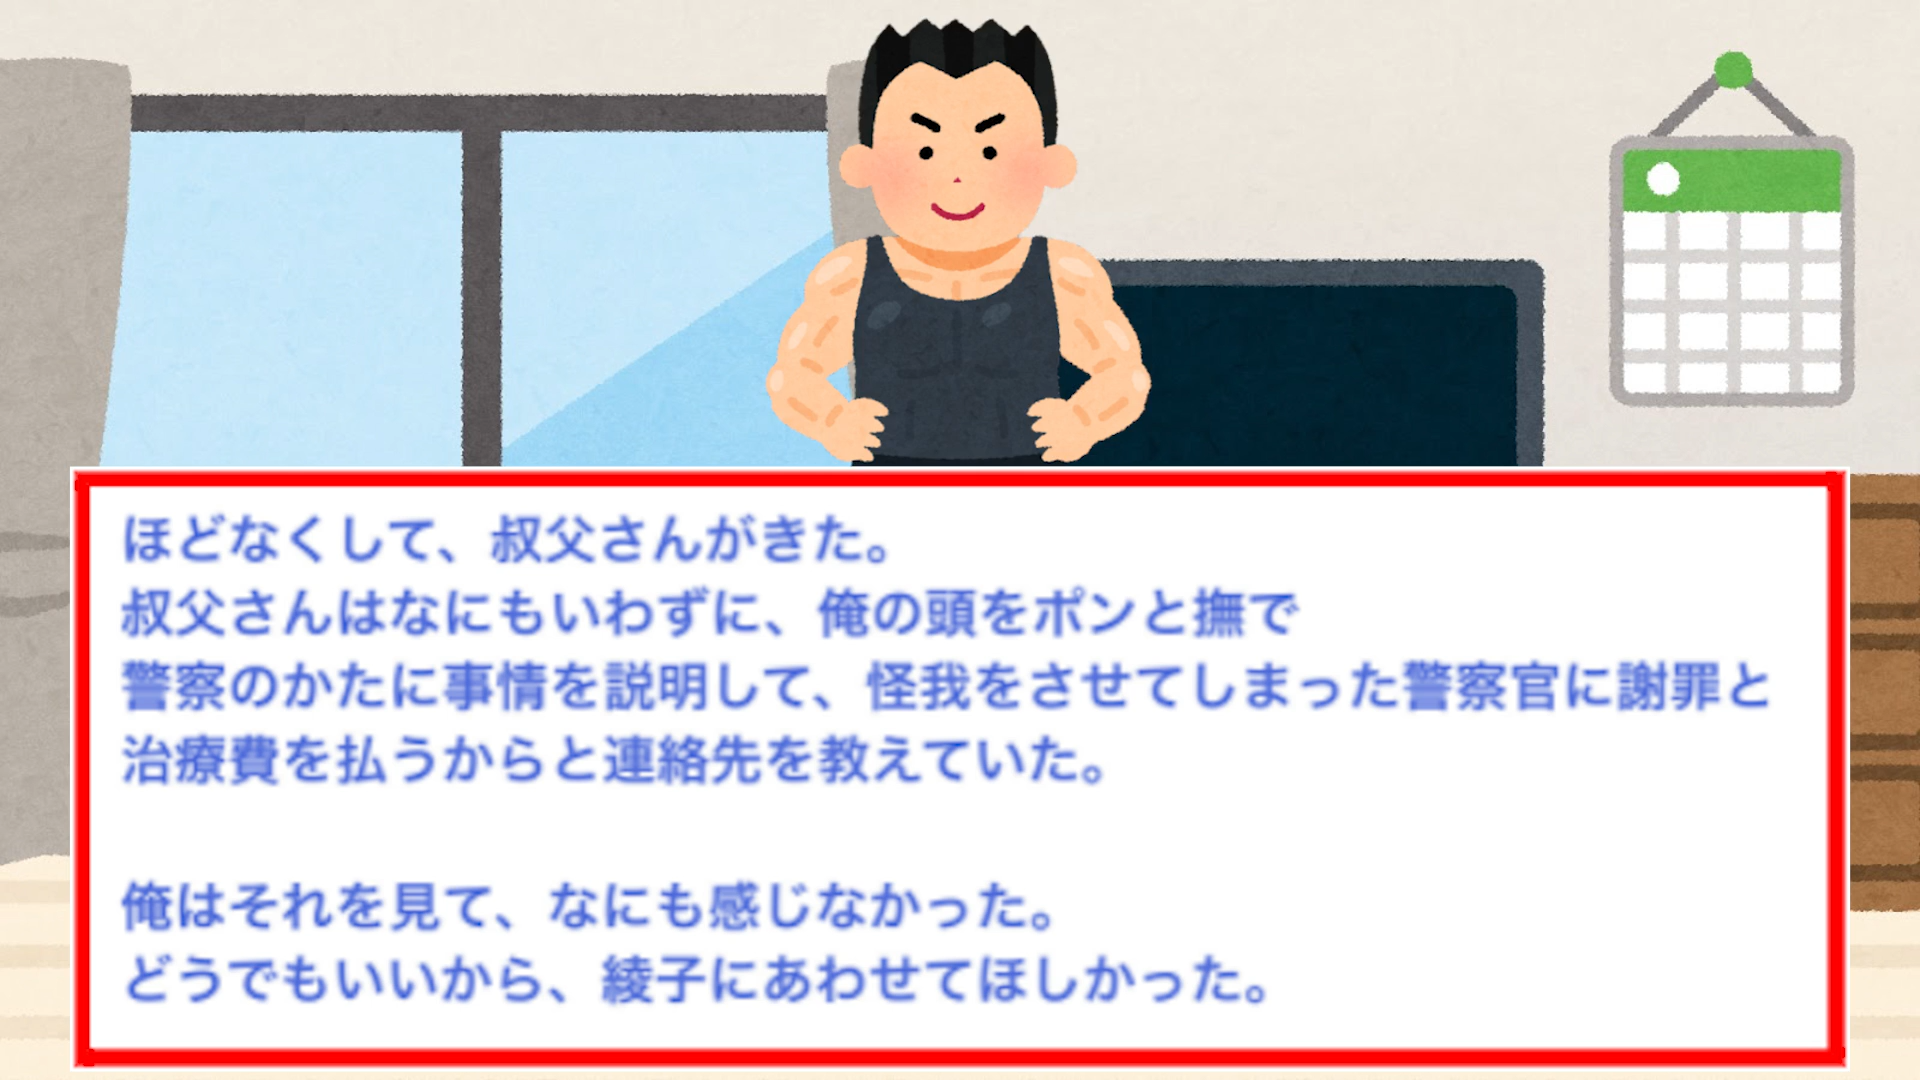 ほどなくして、叔父さんがきた。
叔父さんはなにもいわずに、俺の頭をポンと撫で
警察のかたに事情を説明して、怪我をさせてしまった警察官に謝罪と
治療費を払うからと連絡先を教えていた。
俺はそれを見て、なにも感じなかった。
どうでもいいから、綾子にあわせてほしかった。